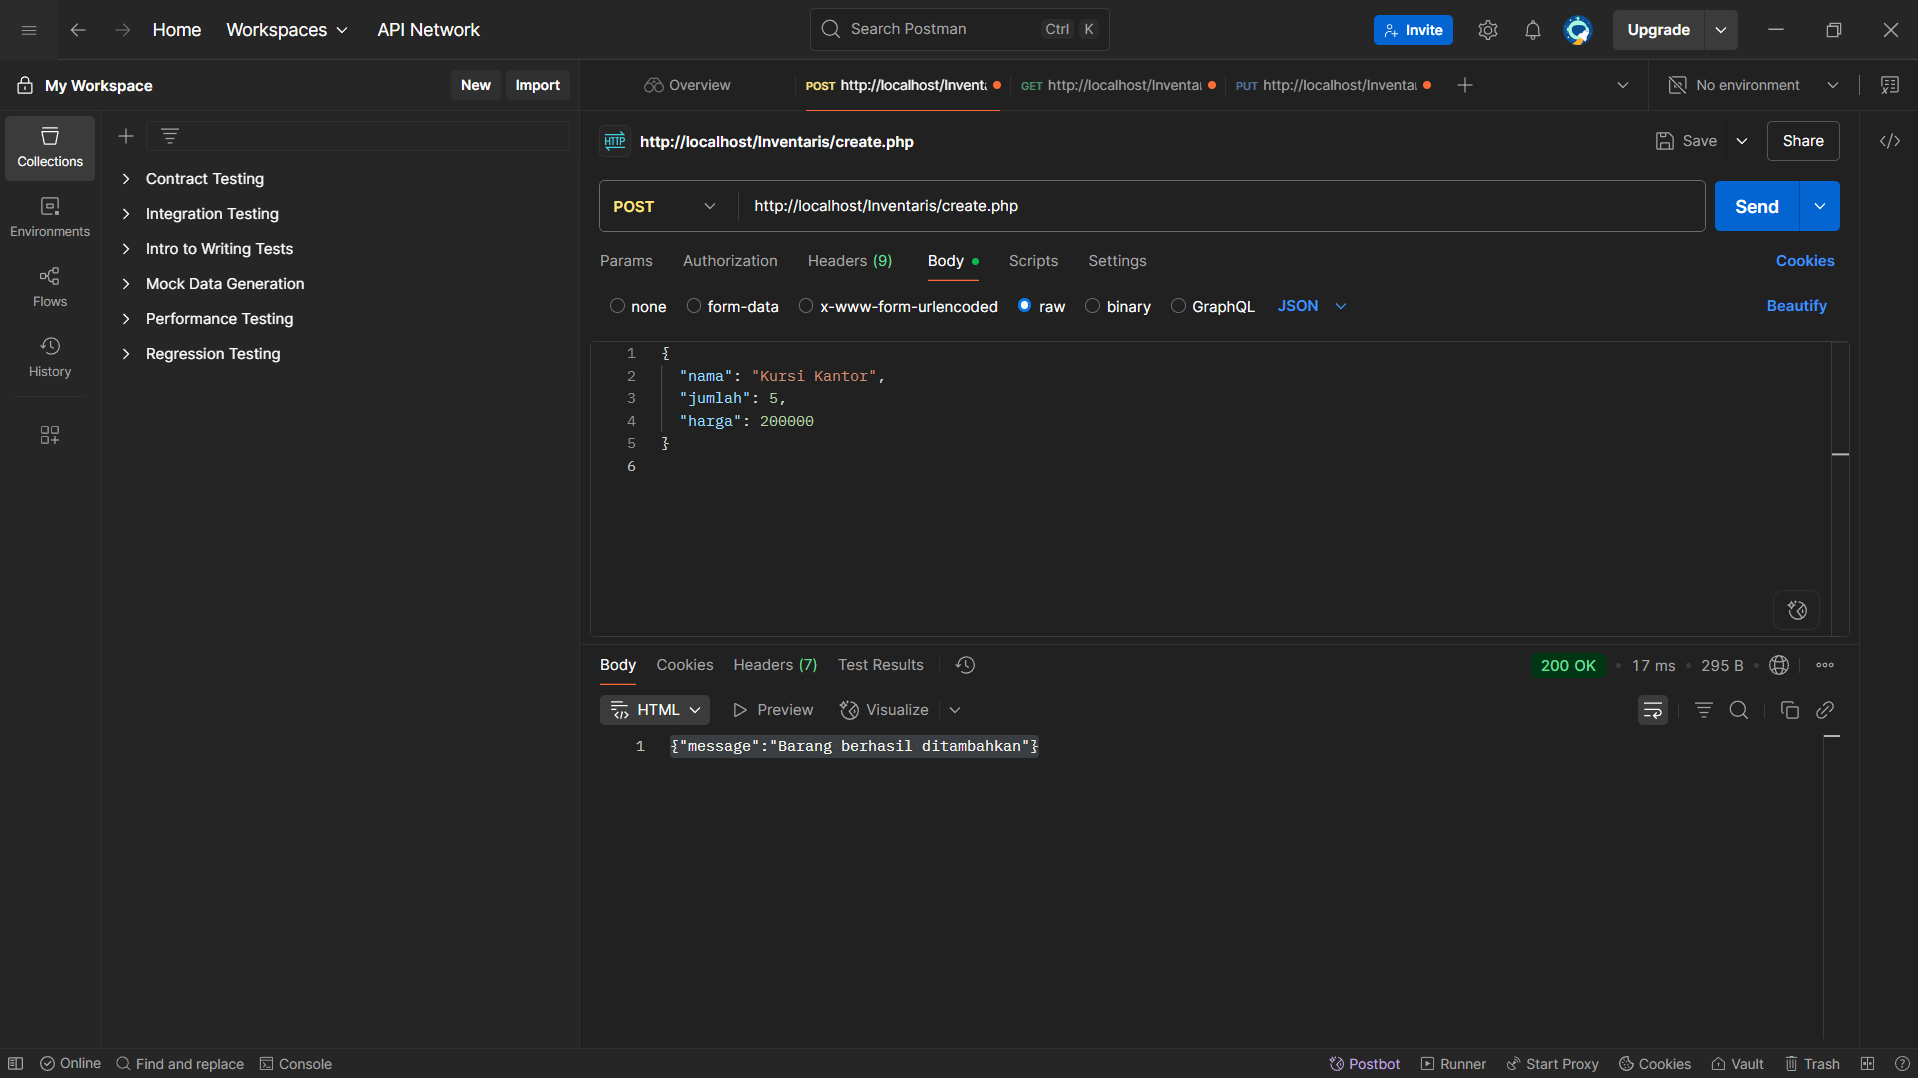 Home Workspaces API Network Search Postman Ctrl K Invite Upgrade
My Workspace New Import Overview POST http://localhost/Inventa GET http://localhost/Inventa PUT http://localhost/Inventa No environment
Collections
Environments
Flows
History
Contract Testing
Integration Testing
Intro to Writing Tests
Mock Data Generation
Performance Testing
Regression Testing
HTTP http://localhost/Inventaris/create.php Save Share
POST http://localhost/Inventaris/create.php Send
Params Authorization Headers (9) Body Scripts Settings Cookies
none form-data x-www-form-urlencoded raw binary GraphQL JSON Beautify
1 {
2 "nama": "Kursi Kantor",
3 "jumlah": 5,
4 "harga": 200000
5 }
6
Body Cookies Headers (7) Test Results 200 OK • 17 ms • 295 B •
HTML Preview Visualize
1 {"message":"Barang berhasil ditambahkan"}
Online Find and replace Console Postbot Runner Start Proxy Cookies Vault Trash